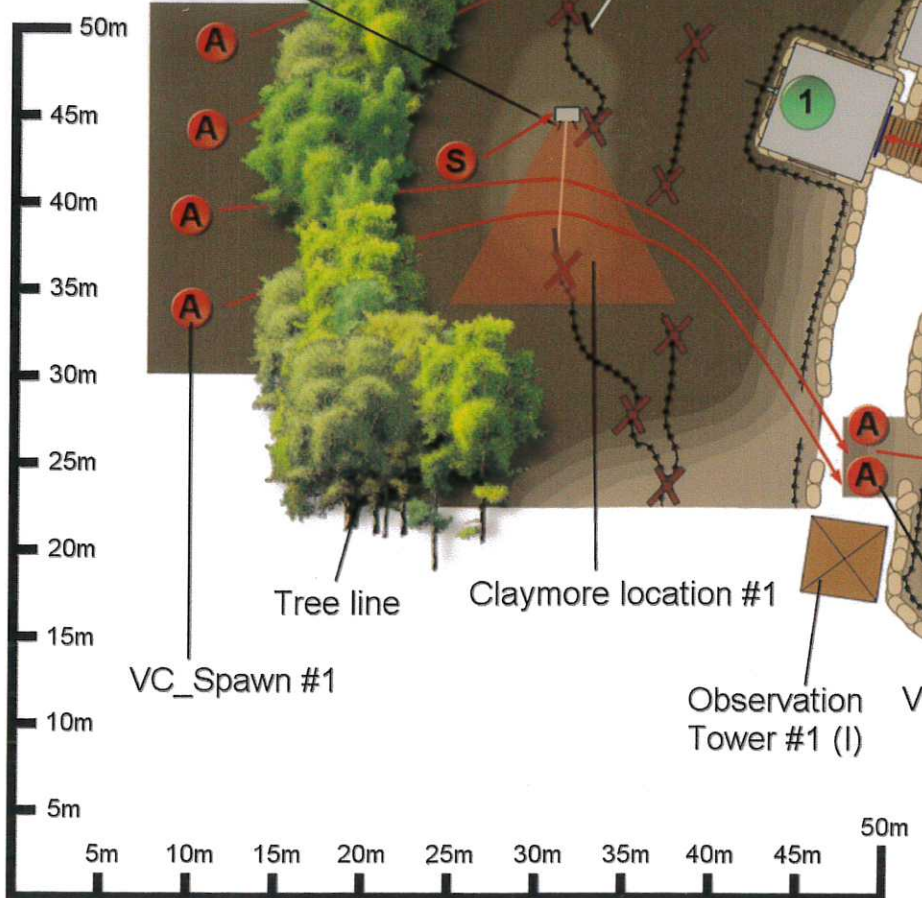 50m
A
45m
1
A
S
40m
A
35m
A
30m
A
25m
A
20m
Tree line
Claymore location #1
15m
VC_Spawn #1
Observation
Tower #1 (I)
V
10m
5m
5m 10m 15m 20m 25m 30m 35m 40m 45m 50m